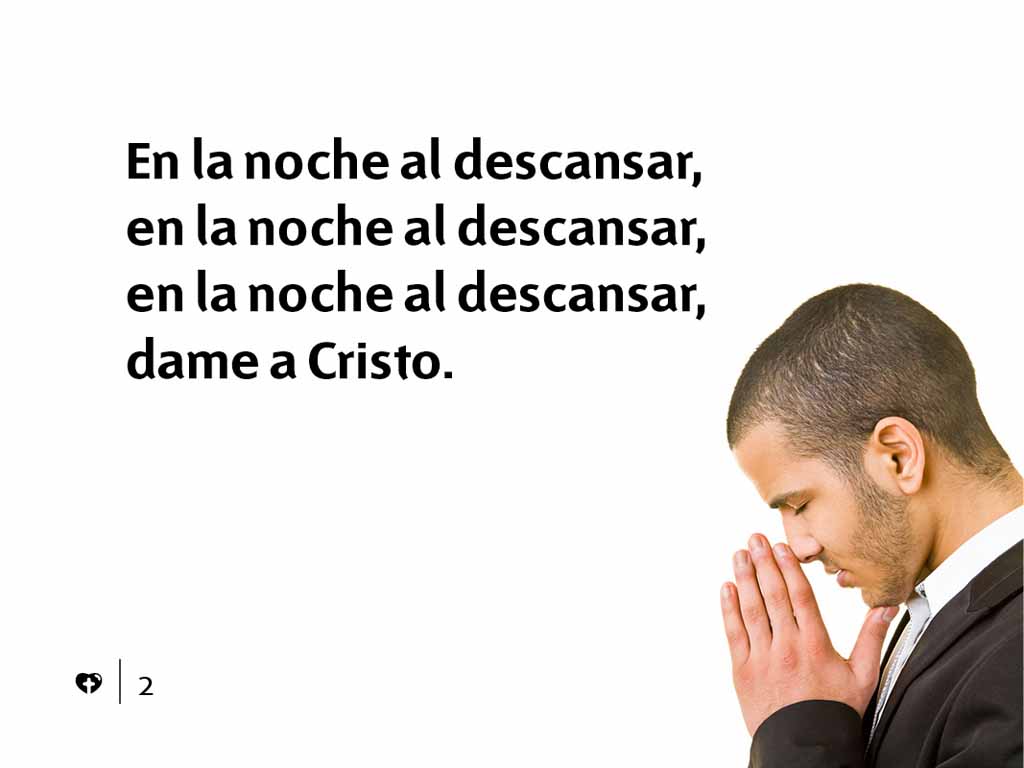 En la noche al descansar,
en la noche al descansar,
en la noche al descansar,
dame a Cristo.
2